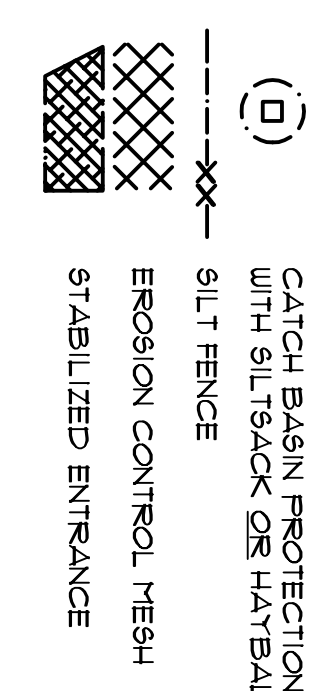 CATCH BASIN PROTECTION
WITH SILTSACK OR HAYBAL
SILT FENCE
EROSION CONTROL MESH
STABILIZED ENTRANCE